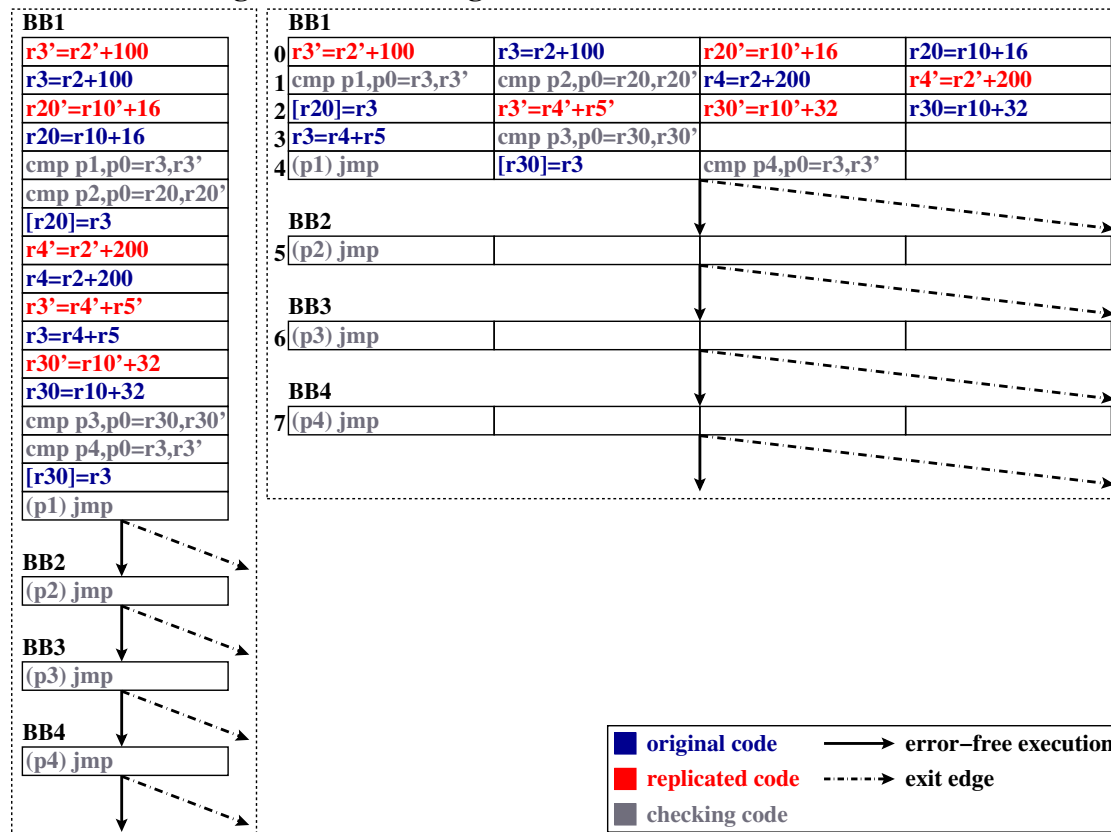 BB1
r3’=r2’+100
r3=r2+100
r20’=r10’+16
r20=r10+16
cmp p1,p0=r3,r3’
cmp p2,p0=r20,r20’
[r20]=r3
r4’=r2’+200
r4=r2+200
r3’=r4’+r5’
r3=r4+r5
r30’=r10’+32
r30=r10+32
cmp p3,p0=r30,r30’
cmp p4,p0=r3,r3’
[r30]=r3
(p1) jmp
BB2
(p2) jmp
BB3
(p3) jmp
BB4
(p4) jmp
BB1
0 r3’=r2’+100 r3=r2+100 r20’=r10’+16 r20=r10+16
1 cmp p1,p0=r3,r3’ cmp p2,p0=r20,r20’ r4=r2+200 r4’=r2’+200
2 [r20]=r3 r3’=r4’+r5’ r30’=r10’+32 r30=r10+32
3 r3=r4+r5 cmp p3,p0=r30,r30’
4 (p1) jmp [r30]=r3 cmp p4,p0=r3,r3’
BB2
5 (p2) jmp
BB3
6 (p3) jmp
BB4
7 (p4) jmp
original code error−free execution
replicated code exit edge
checking code